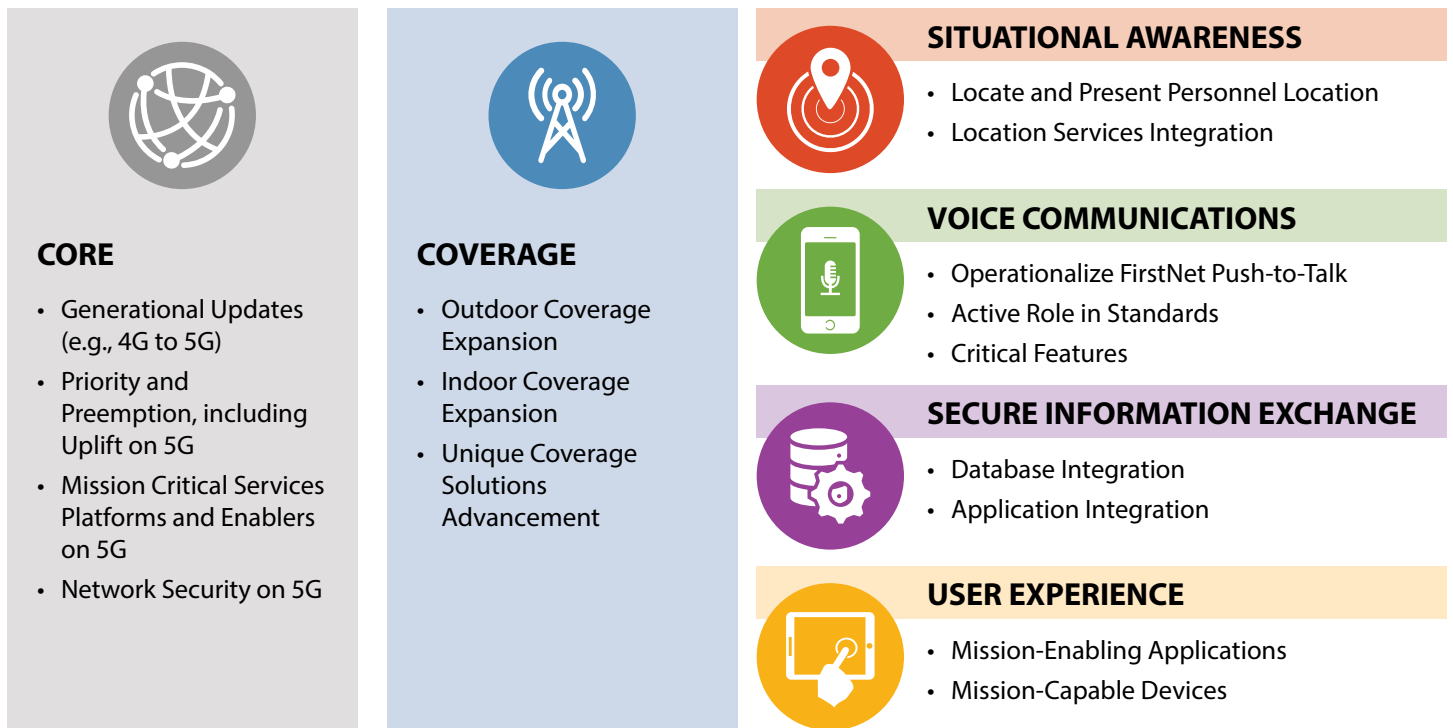 CORE
• Generational Updates
(e.g., 4G to 5G)
• Priority and
Preemption, including
Uplift on 5G
• Mission Critical Services
Platforms and Enablers
on 5G
• Network Security on 5G
COVERAGE
• Outdoor Coverage
Expansion
• Indoor Coverage
Expansion
• Unique Coverage
Solutions
Advancement
SITUATIONAL AWARENESS
• Locate and Present Personnel Location
• Location Services Integration
VOICE COMMUNICATIONS
• Operationalize FirstNet Push-to-Talk
• Active Role in Standards
• Critical Features
SECURE INFORMATION EXCHANGE
• Database Integration
• Application Integration
USER EXPERIENCE
• Mission-Enabling Applications
• Mission-Capable Devices